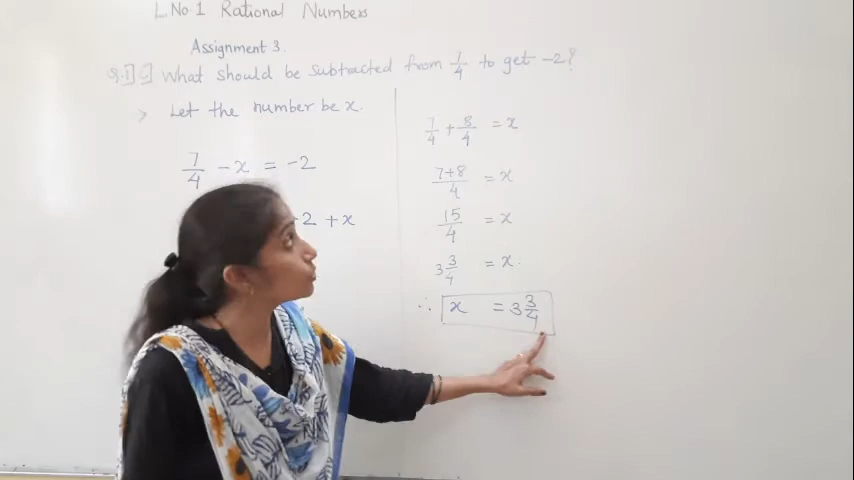 L.No.1 Rational Numbers
Assignment 3.
Q.1] C] What should be subtracted from 7/4 to get -2?
> Let the number be x.
7/4 - x = -2
-2 + x
7/4 + 8/4 = x
7+8/4 = x
15/4 = x
3 3/4 = x.
∴ x = 3 3/4